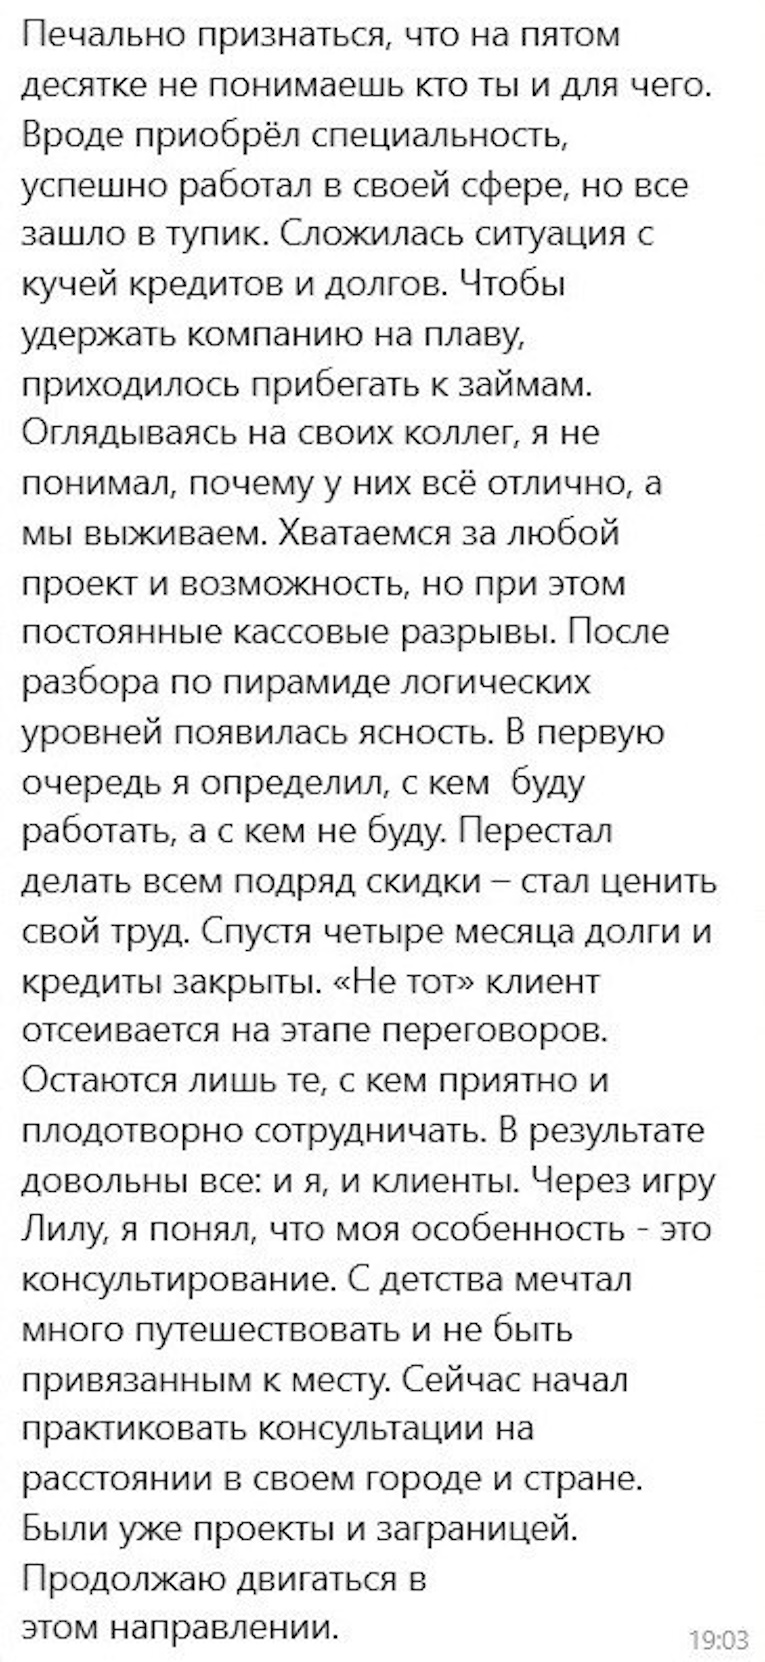 Печально признаться, что на пятом
десятке не понимаешь кто ты и для чего.
Вроде приобрёл специальность,
успешно работал в своей сфере, но все
зашло в тупик. Сложилась ситуация с
кучей кредитов и долгов. Чтобы
удержать компанию на плаву,
приходилось прибегать к займам.
Оглядываясь на своих коллег, я не
понимал, почему у них всё отлично, а
мы выживаем. Хватаемся за любой
проект и возможность, но при этом
постоянные кассовые разрывы. После
разбора по пирамиде логических
уровней появилась ясность. В первую
очередь я определил, с кем  буду
работать, а с кем не буду. Перестал
делать всем подряд скидки – стал ценить
свой труд. Спустя четыре месяца долги и
кредиты закрыты. «Не тот» клиент
отсеивается на этапе переговоров.
Остаются лишь те, с кем приятно и
плодотворно сотрудничать. В результате
довольны все: и я, и клиенты. Через игру
Лилу, я понял, что моя особенность - это
консультирование. С детства мечтал
много путешествовать и не быть
привязанным к месту. Сейчас начал
практиковать консультации на
расстоянии в своем городе и стране.
Были уже проекты и заграницей.
Продолжаю двигаться в
этом направлении.
19:03